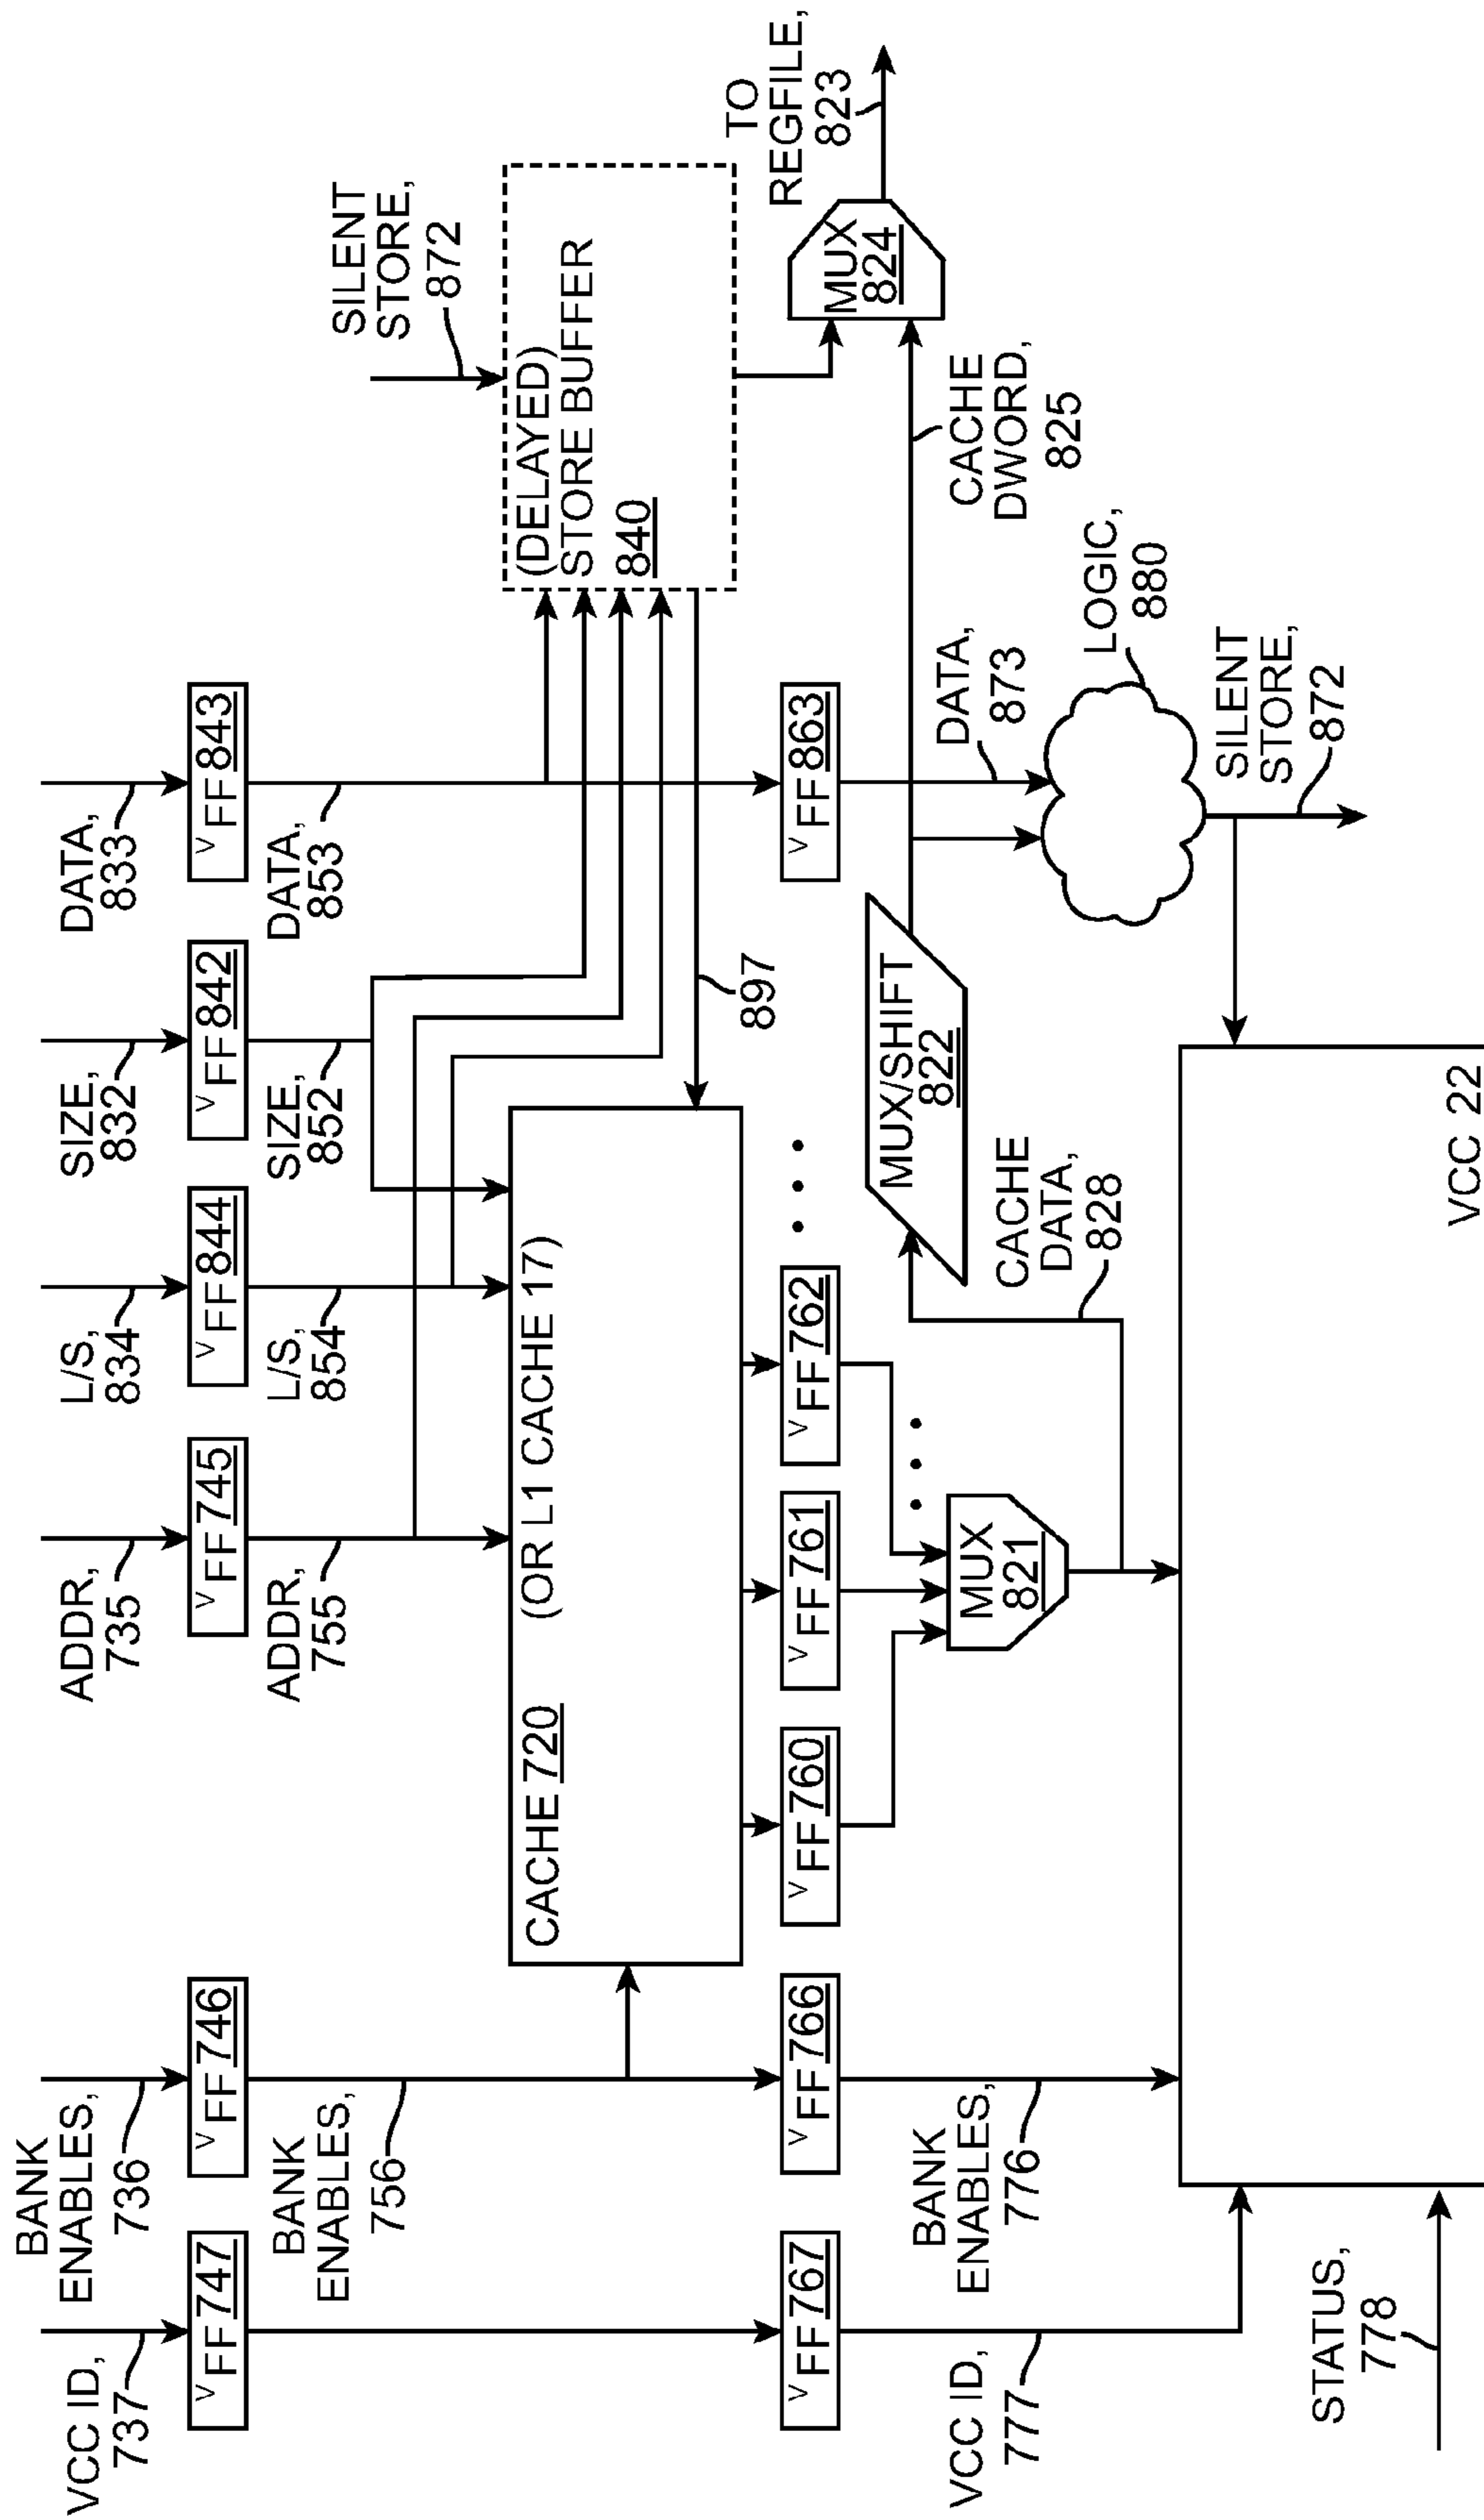 VCC ID,
737
BANK
ENABLES,
736
ADDR,
735
L/S,
834
SIZE,
832
DATA,
833
FF 747
FF 746
FF 745
FF 844
FF 842
FF 843
BANK
ENABLES,
756
ADDR,
755
L/S,
854
SIZE,
852
DATA,
853
SILENT
STORE,
872
CACHE 720
(OR L1 CACHE 17)
(DELAYED)
STORE BUFFER
840
897
TO
REGFILE,
823
FF 767
FF 766
FF 760
FF 761
FF 762
FF 863
MUX
824
MUX/SHIFT
822
VCC ID,
777
BANK
ENABLES,
776
MUX
821
CACHE
DATA,
828
DATA,
873
CACHE
DWORD,
825
LOGIC,
880
SILENT
STORE,
872
STATUS,
778
VCC 22